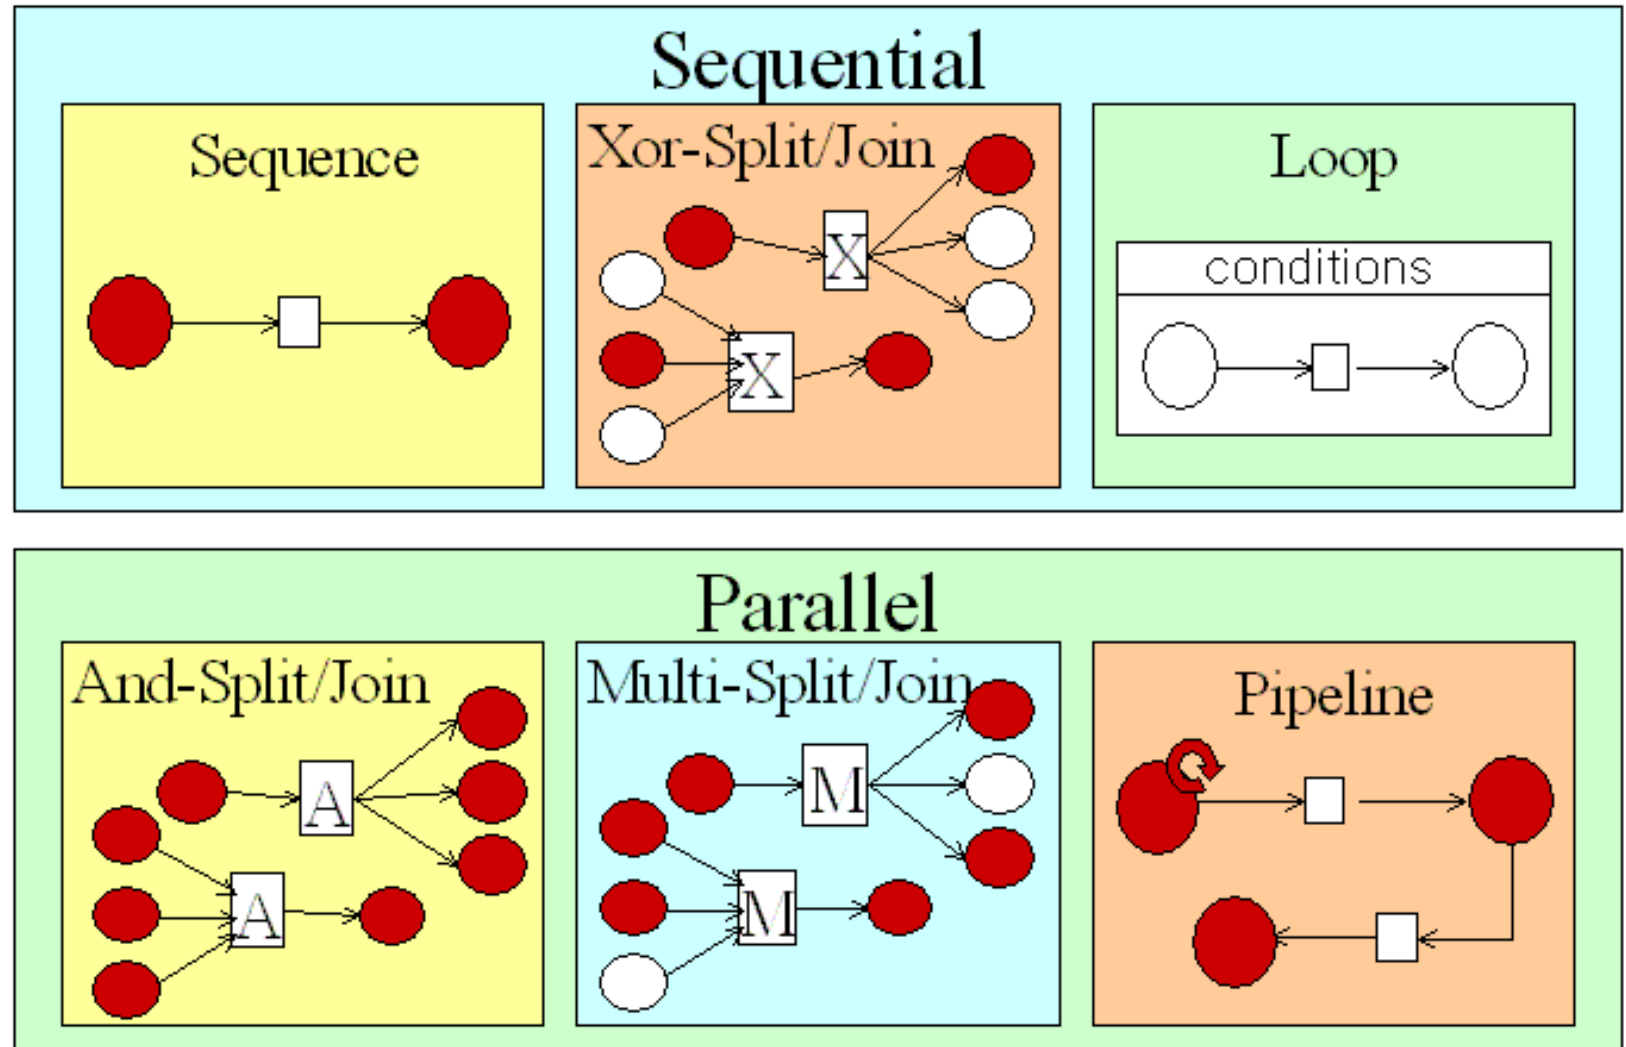 Sequential
Sequence
Xor-Split/Join
X
X
Loop
conditions
Parallel
And-Split/Join
A
A
Multi-Split/Join
M
M
Pipeline